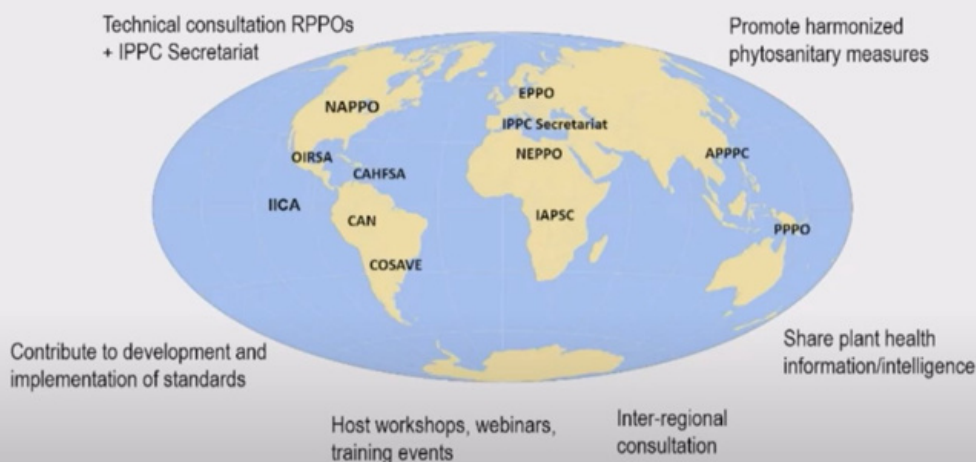 Technical consultation RPPOs
+ IPPC Secretariat
Promote harmonized
phytosanitary measures
EPPO
NAPPO
IPPC Secretariat
OIRSA
NEPPO
APPPC
CAHFSA
IICA
CAN
IAPSC
PPPO
COSAVE
Contribute to development and
implementation of standards
Share plant health
information/intelligence
Host workshops, webinars,
training events
Inter-regional
consultation